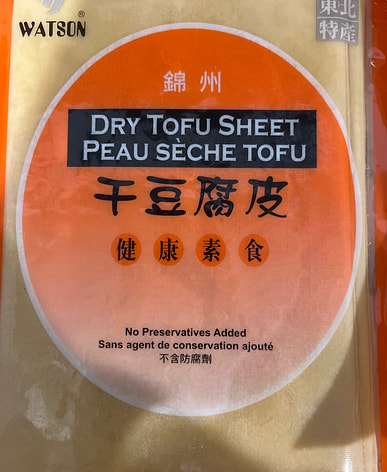 WATSON®
東北
特產
錦州
DRY TOFU SHEET
PEAU SÈCHE TOFU
干豆腐皮
健康素食
No Preservatives Added
Sans agent de conservation ajouté
不含防腐劑